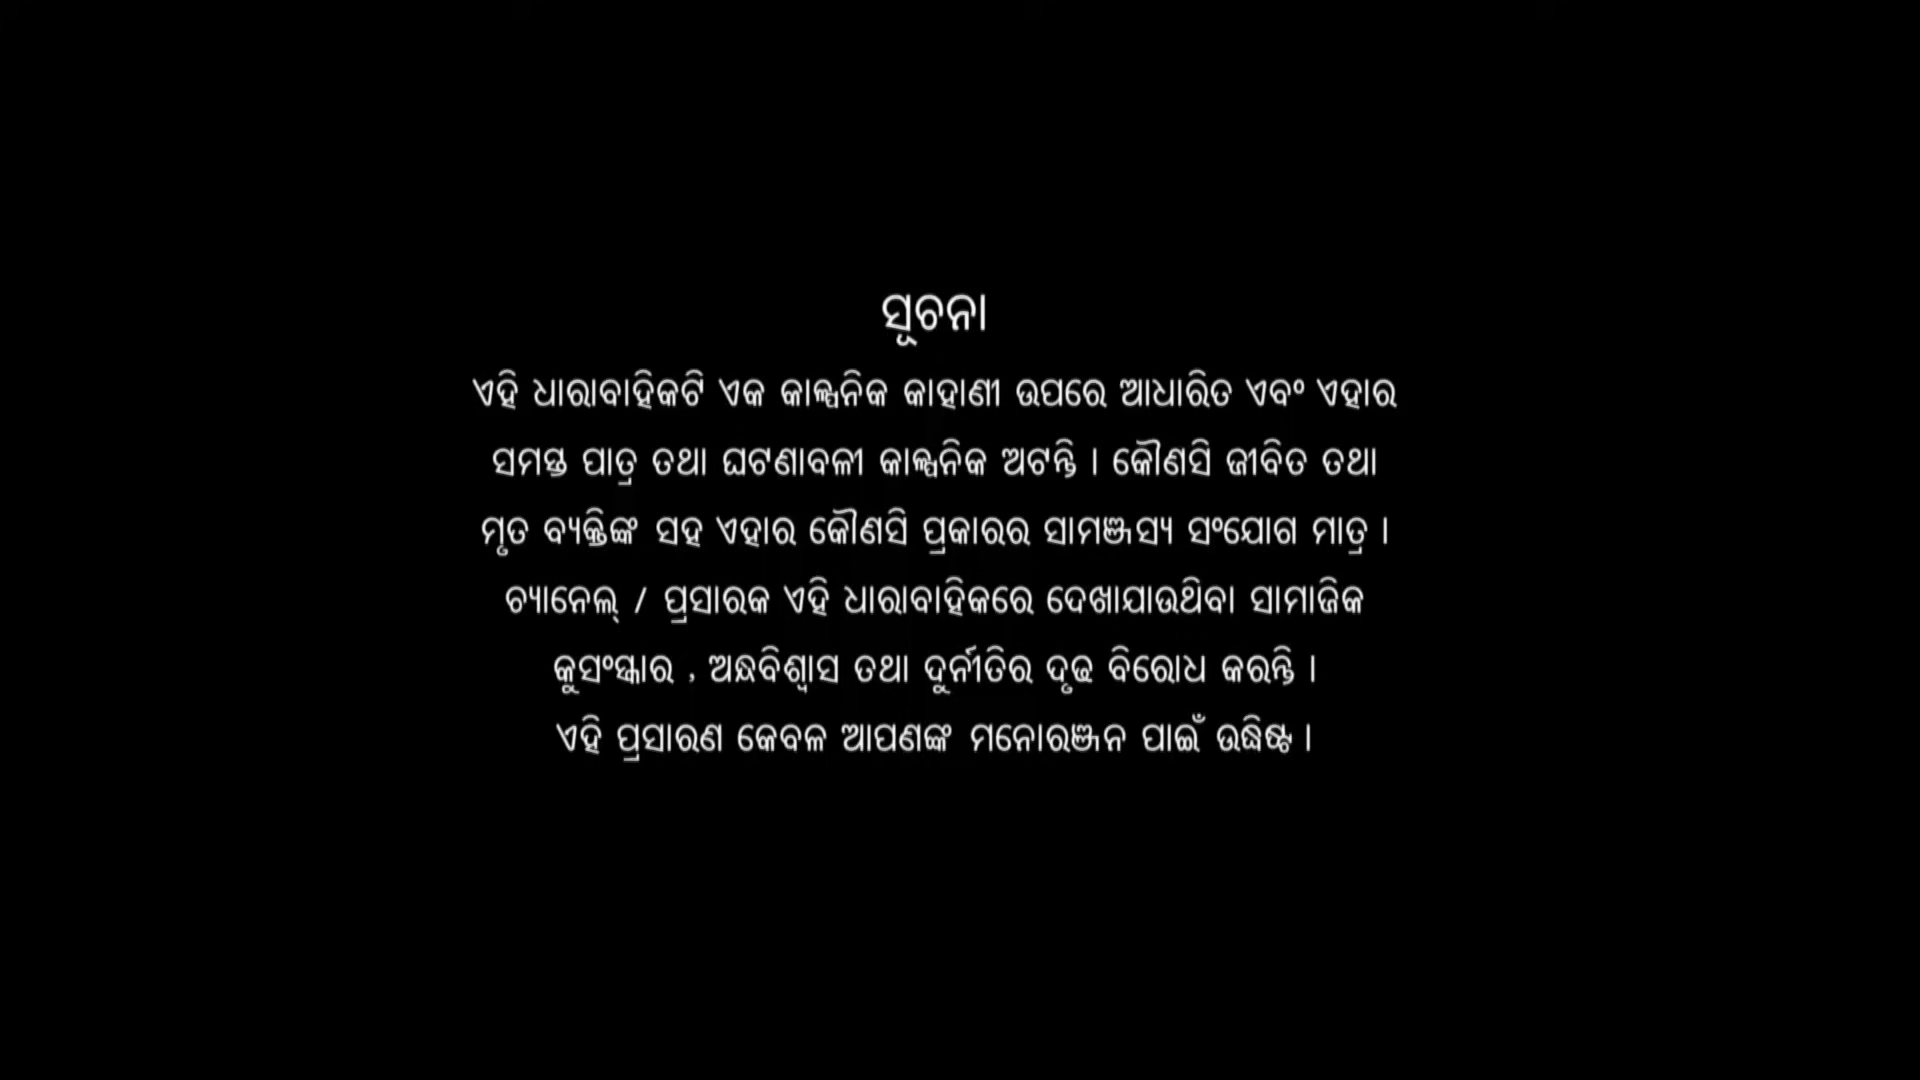 ସୂଚନା
ଏହି ଧାରାବାହିକଟି ଏକ କାଳ୍ପନିକ କାହାଣୀ ଉପରେ ଆଧାରିତ ଏବଂ ଏହାର
ସମସ୍ତ ପାତ୍ର ତଥା ଘଟଣାବଳୀ କାଳ୍ପନିକ ଅଟନ୍ତି । କୌଣସି ଜୀବିତ ତଥା
ମୃତ ବ୍ୟକ୍ତିଙ୍କ ସହ ଏହାର କୌଣସି ପ୍ରକାରର ସାମଞ୍ଜସ୍ୟ ସଂଯୋଗ ମାତ୍ର ।
ଚ୍ୟାନେଲ୍ / ପ୍ରସାରକ ଏହି ଧାରାବାହିକରେ ଦେଖାଯାଉଥିବା ସାମାଜିକ
କୁସଂସ୍କାର , ଅନ୍ଧବିଶ୍ୱାସ ତଥା ଦୁର୍ନୀତିର ଦୃଢ ବିରୋଧ କରନ୍ତି ।
ଏହି ପ୍ରସାରଣ କେବଳ ଆପଣଙ୍କ ମନୋରଞ୍ଜନ ପାଇଁ ଉଦ୍ଧିଷ୍ଟ ।